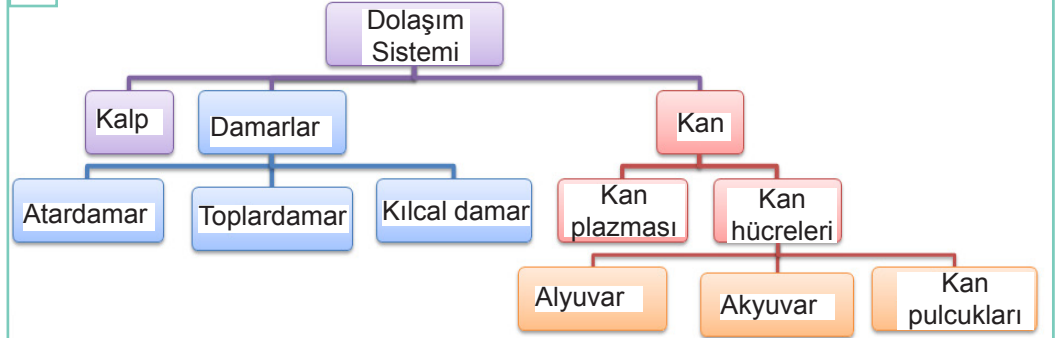 Dolaşım
Sistemi
Kalp
Damarlar
Kan
Atardamar
Toplardamar
Kılcal damar
Kan
plazması
Kan
hücreleri
Alyuvar
Akyuvar
Kan
pulcukları